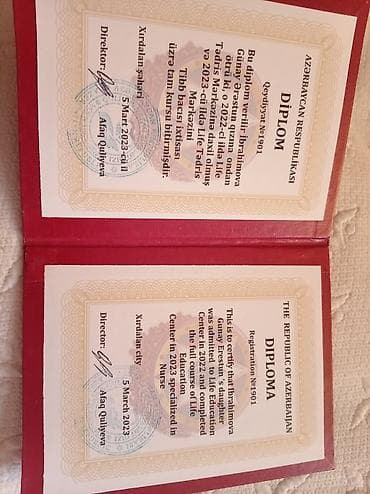 AZƏRBAYCAN RESPUBLİKASI
DİPLOM
Qeydiyyat №1901
Bu diplom verilir İbrahimova
Günay Ərəstun qızına ondan
ötrü ki, o 2022-ci ildə Life
Tədris Mərkəzinə daxil olmuş
və 2023-cü ildə Life Tədris
Mərkəzini
Tibb bacısı ixtisası
üzrə tam kursu bitirmişdir.
Xırdalan şəhəri
5 Mart 2023-cü il
Direktor:
Afaq Quliyeva
THE REPUBLIC OF AZERBAIJAN
DIPLOMA
Registration №1901
This is to certify that Ibrahimova
Gunay Erestun 's daughter
was admitted to Life Education
Center in 2022 and completed
the full course of Life
Education
Center in 2023 specialized in
Nurse
Xırdalan city
5 March 2023
Director:
Afaq Quliyeva